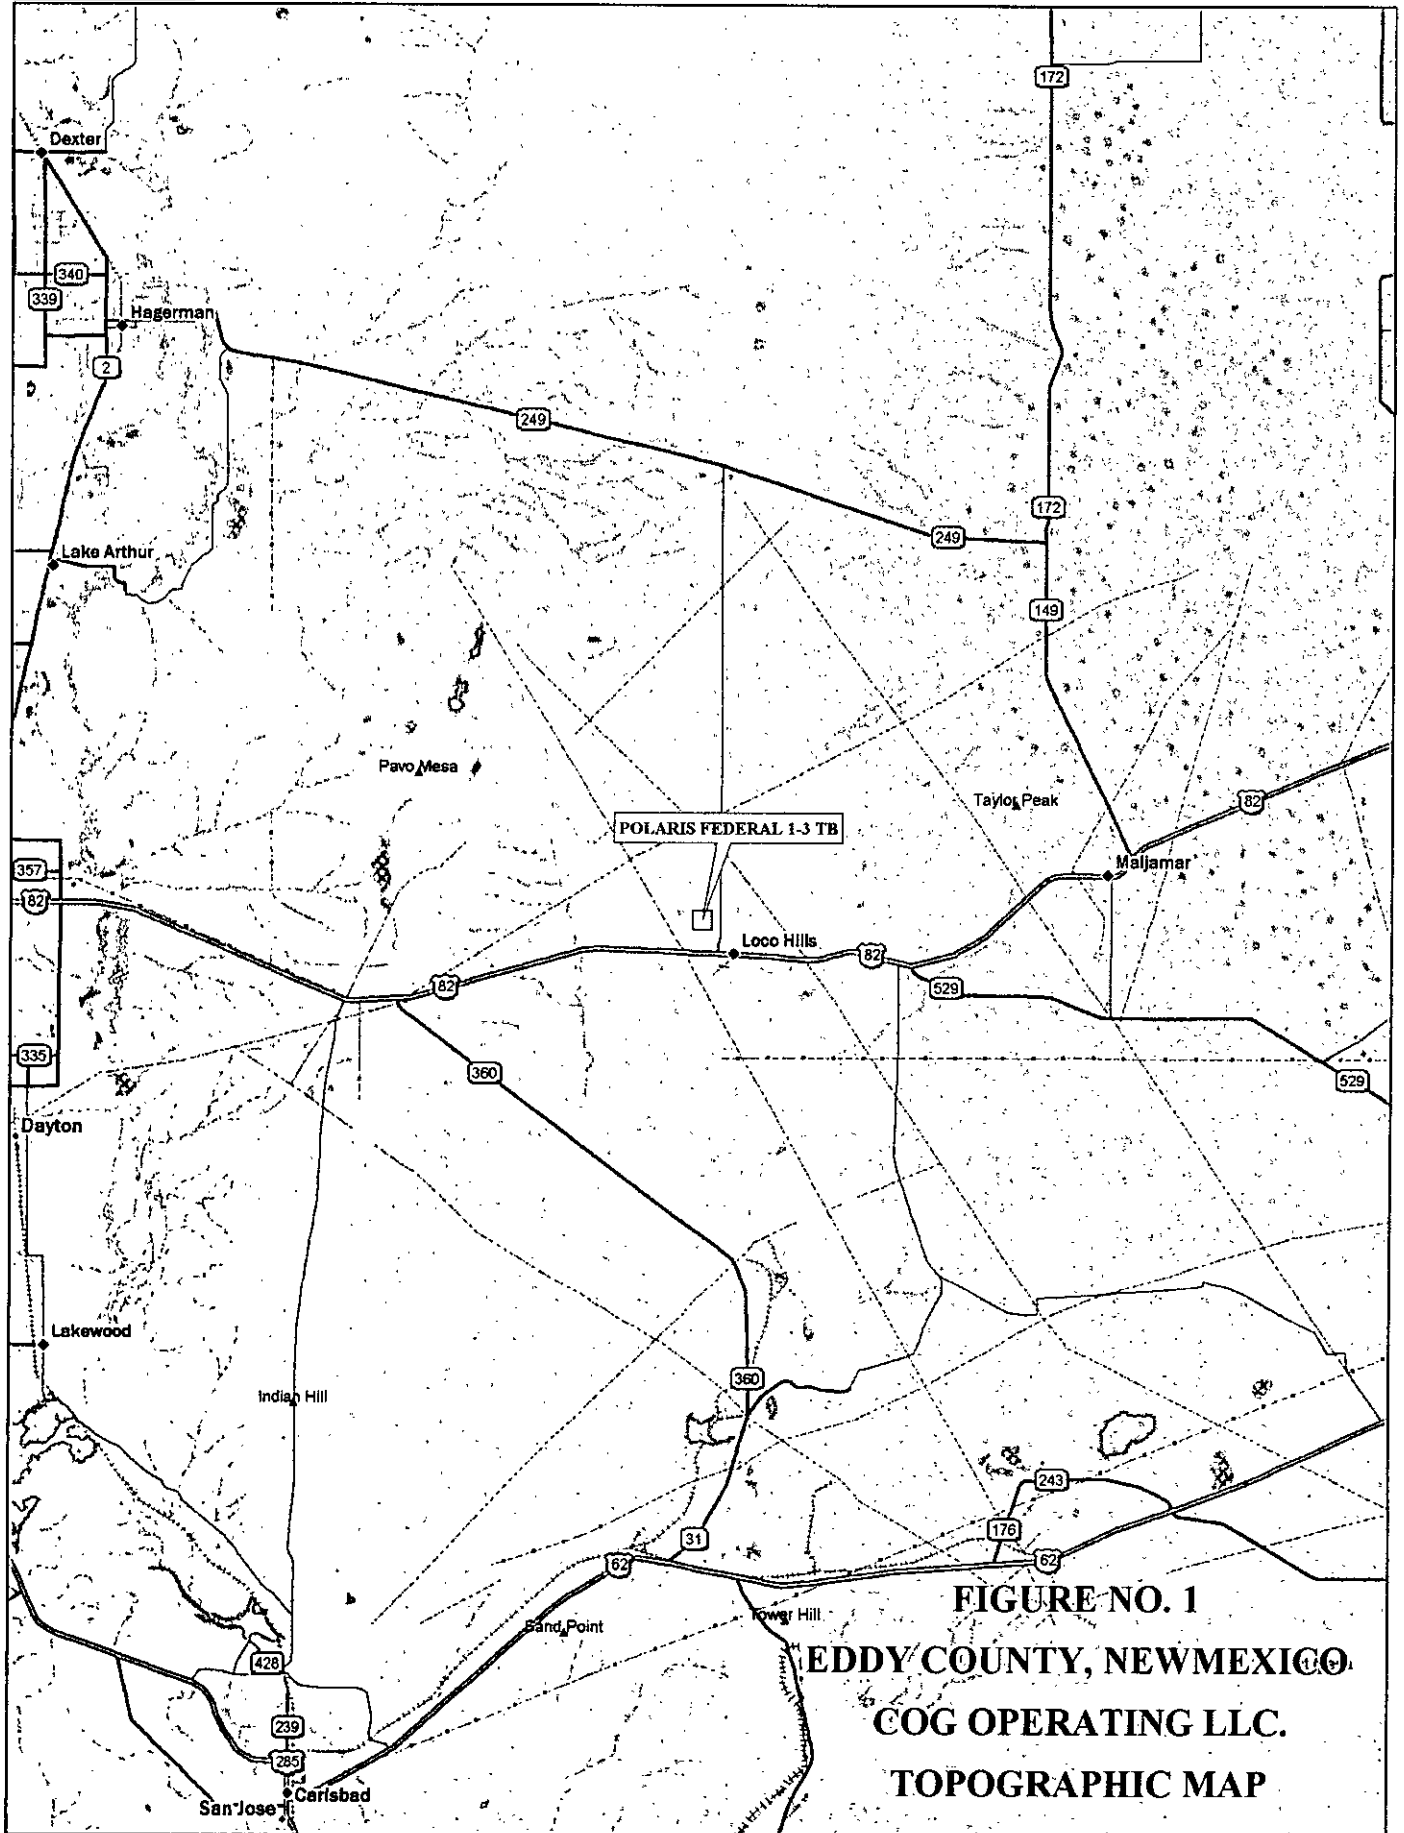 172
Dexter
340
339
Hagerman
2
249
172
249
Lake Arthur
149
Pavo Mesa
Taylor Peak
82
POLARIS FEDERAL 1-3 TB
Maljamar
357
82
Loco Hills
82
82
529
335
360
529
Dayton
Lakewood
360
Indian Hill
243
176
31
62
62
FIGURE NO. 1
Sand Point
Tower Hill
EDDY COUNTY, NEWMEXICO
428
COG OPERATING LLC.
239
285
TOPOGRAPHIC MAP
Carlsbad
San Jose